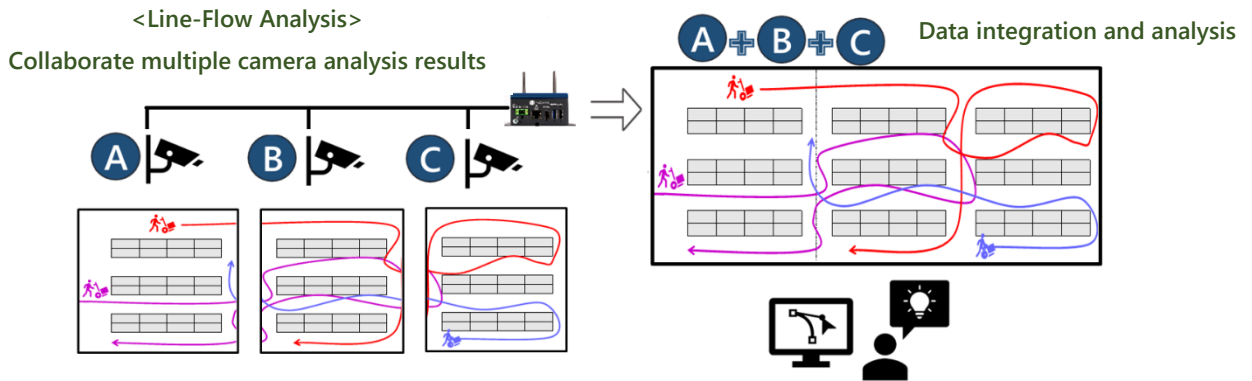 <Line-Flow Analysis>
Collaborate multiple camera analysis results
A
B
C
A + B + C
Data integration and analysis